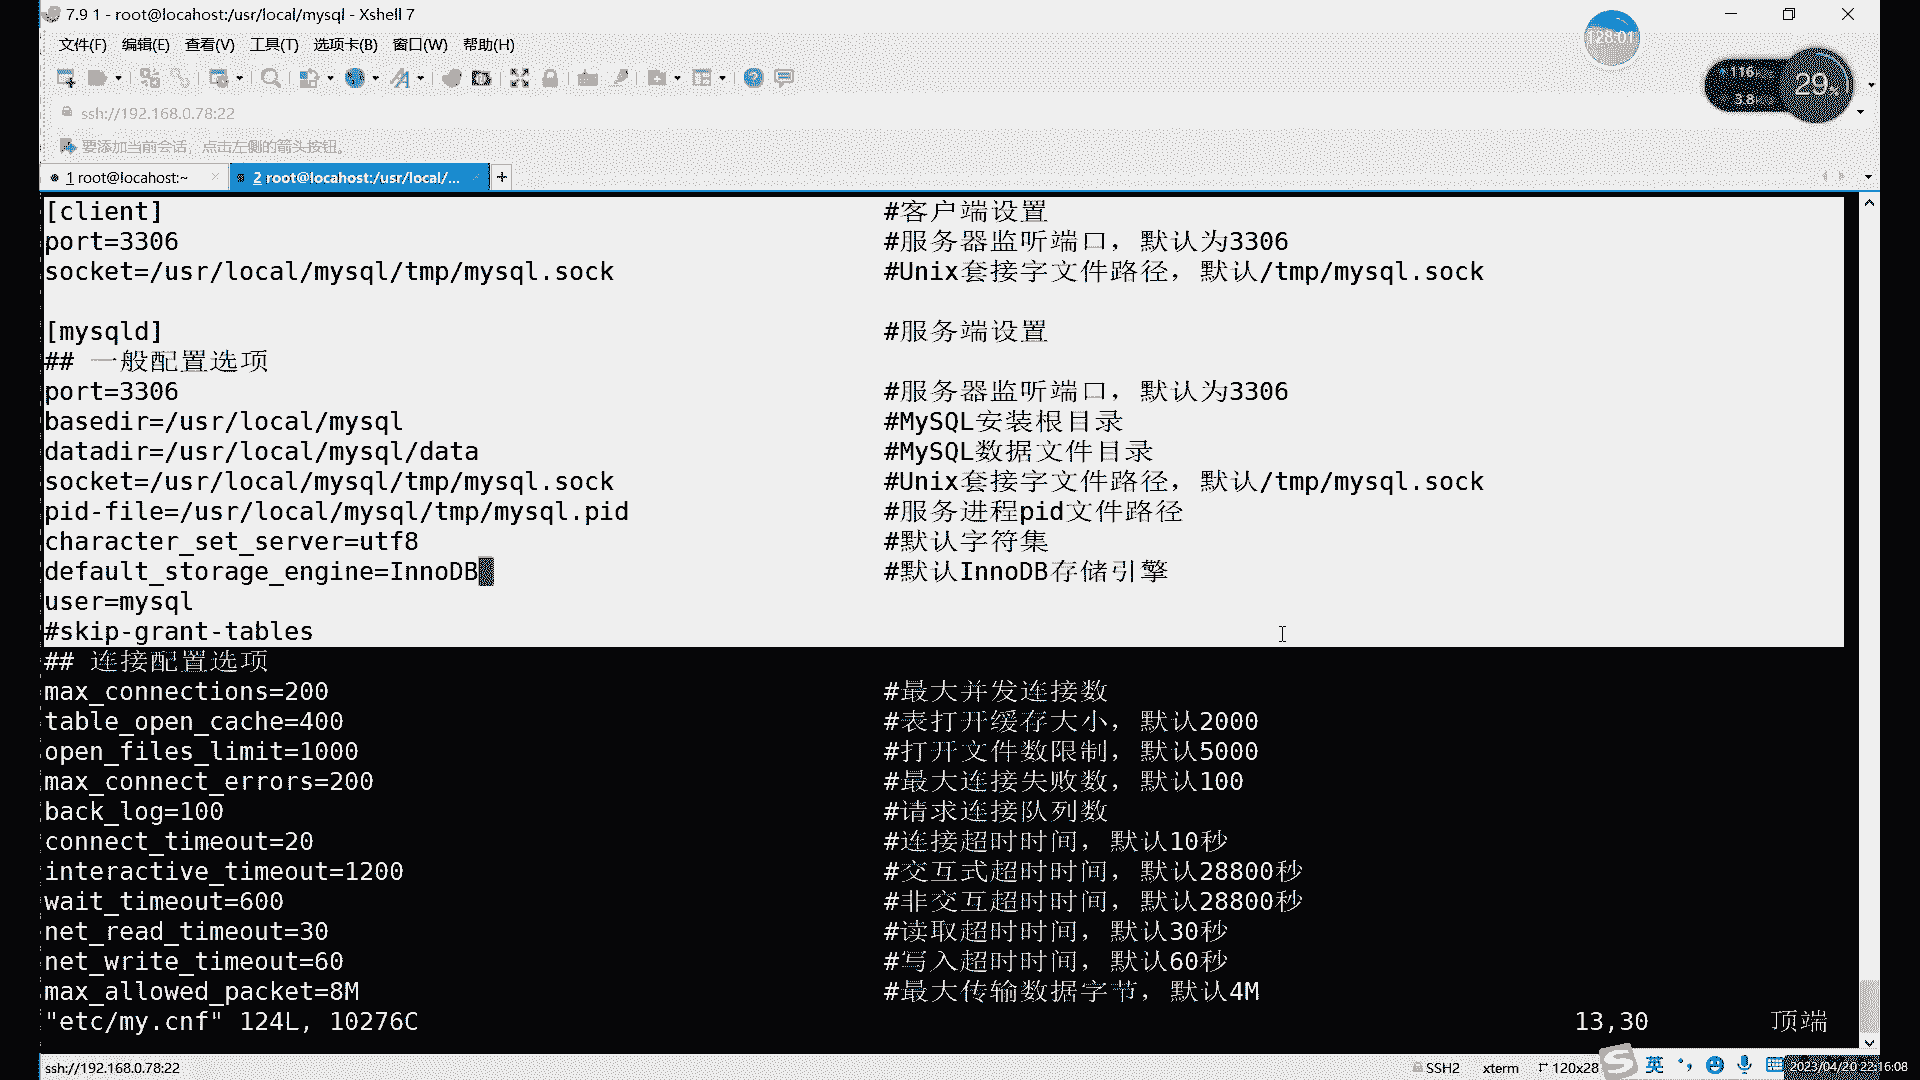 7.9 1 - root@locahost:/usr/local/mysql - Xshell 7
128:01
文件(F) 编辑(E) 查看(V) 工具(T) 选项卡(B) 窗口(W) 帮助(H)
116
29%
3.8
ssh://192.168.0.78:22
要添加当前会话，点击左侧的箭头按钮。
1 root@locahost:~ × 2 root@locahost:/usr/local/... × +
[client] #客户端设置
port=3306 #服务器监听端口，默认为3306
socket=/usr/local/mysql/tmp/mysql.sock #Unix套接字文件路径，默认/tmp/mysql.sock
[mysqld] #服务端设置
## 一般配置选项
port=3306 #服务器监听端口，默认为3306
basedir=/usr/local/mysql #MySQL安装根目录
datadir=/usr/local/mysql/data #MySQL数据文件目录
socket=/usr/local/mysql/tmp/mysql.sock #Unix套接字文件路径，默认/tmp/mysql.sock
pid-file=/usr/local/mysql/tmp/mysql.pid #服务进程pid文件路径
character_set_server=utf8 #默认字符集
default_storage_engine=InnoDB #默认InnoDB存储引擎
user=mysql
#skip-grant-tables
## 连接配置选项
max_connections=200 #最大并发连接数
table_open_cache=400 #表打开缓存大小，默认2000
open_files_limit=1000 #打开文件数限制，默认5000
max_connect_errors=200 #最大连接失败数，默认100
back_log=100 #请求连接队列数
connect_timeout=20 #连接超时时间，默认10秒
interactive_timeout=1200 #交互式超时时间，默认28800秒
wait_timeout=600 #非交互超时时间，默认28800秒
net_read_timeout=30 #读取超时时间，默认30秒
net_write_timeout=60 #写入超时时间，默认60秒
max_allowed_packet=8M #最大传输数据字节，默认4M
"etc/my.cnf" 124L, 10276C 13,30 顶端
ssh://192.168.0.78:22 SSH2 xterm 120x28 英 2023/04/20 22:16:08